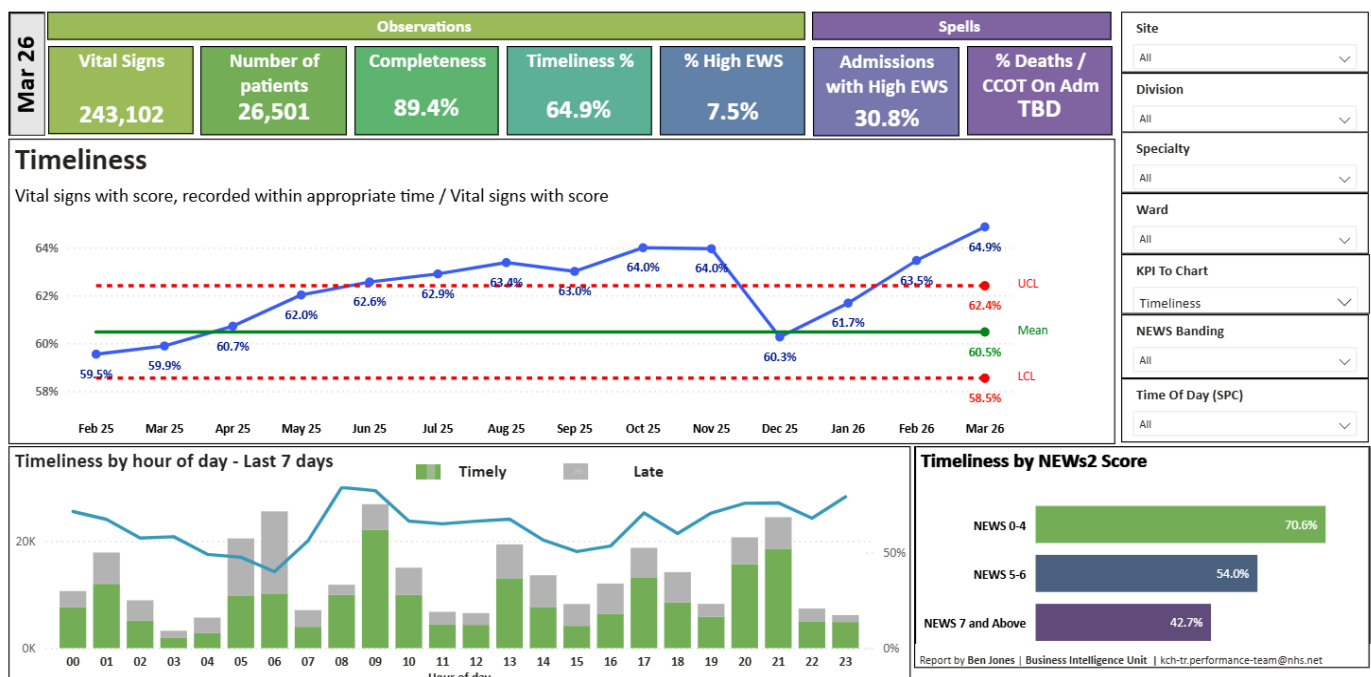 Mar 26
Observations
Spells
Vital Signs
243,102
Number of
patients
26,501
Completeness
89.4%
Timeliness %
64.9%
% High EWS
7.5%
Admissions
with High EWS
30.8%
% Deaths /
CCOT On Adm
TBD
Site
All
Division
All
Specialty
All
Ward
All
KPI To Chart
Timeliness
NEWS Banding
All
Time Of Day (SPC)
All
Timeliness
Vital signs with score, recorded within appropriate time / Vital signs with score
64%
62%
60%
58%
59.5%
59.9%
60.7%
62.0%
62.6%
62.9%
63.4%
63.0%
64.0%
64.0%
60.3%
61.7%
63.5%
64.9%
UCL
62.4%
Mean
60.5%
LCL
58.5%
Feb 25 Mar 25 Apr 25 May 25 Jun 25 Jul 25 Aug 25 Sep 25 Oct 25 Nov 25 Dec 25 Jan 26 Feb 26 Mar 26
Timeliness by hour of day - Last 7 days
Timely Late
20K
0K
50%
0%
00 01 02 03 04 05 06 07 08 09 10 11 12 13 14 15 16 17 18 19 20 21 22 23
Hour of day
Timeliness by NEWs2 Score
NEWS 0-4 70.6%
NEWS 5-6 54.0%
NEWS 7 and Above 42.7%
Report by Ben Jones | Business Intelligence Unit | kch-tr.performance-team@nhs.net